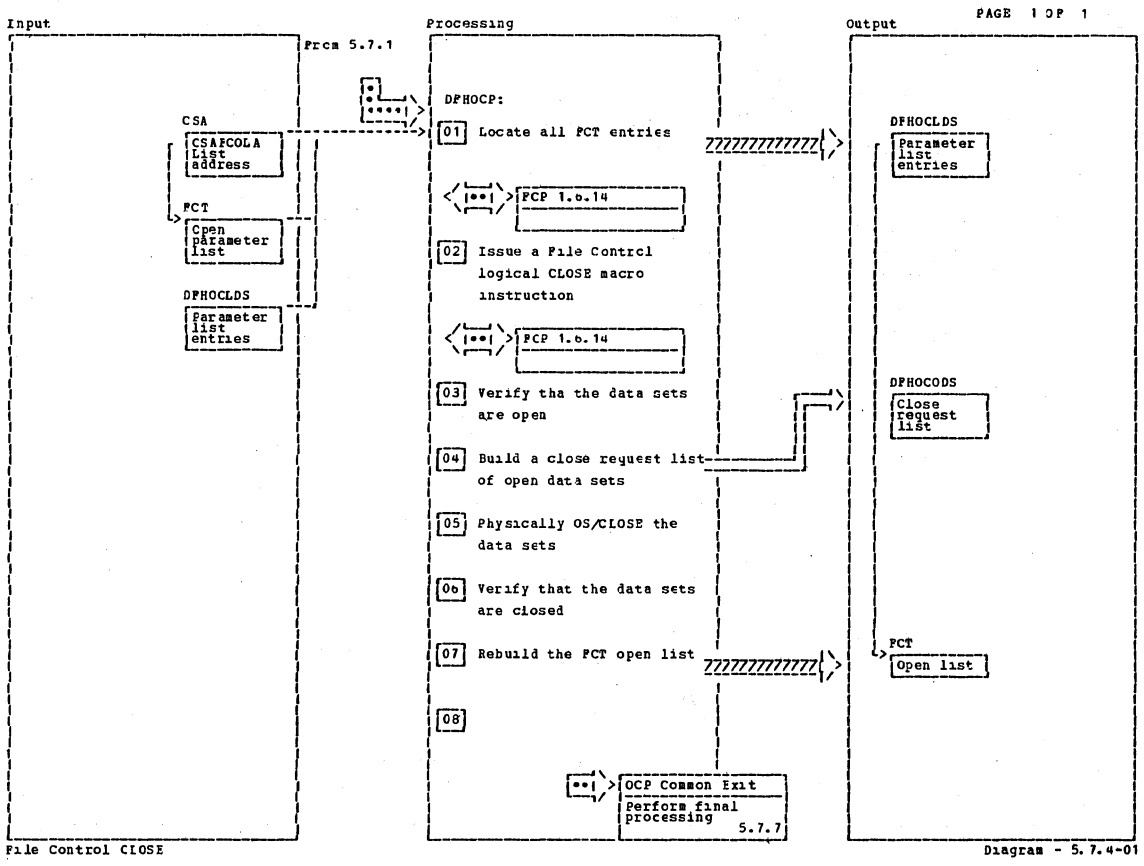 PAGE 1 OF 1
Input
Processing
Output
From 5.7.1
DFHOCP:
CSA
CSAFCOLA
List
address
01 Locate all FCT entries
DFHOCLDS
Parameter
list
entries
FCP 1.6.14
FCT
Open
parameter
list
02 Issue a File Control
logical CLOSE macro
instruction
DFHOCLDS
Parameter
list
entries
FCP 1.6.14
03 Verify tha the data sets
are open
DFHOCODS
Close
request
list
04 Build a close request list
of open data sets
05 Physically OS/CLOSE the
data sets
06 Verify that the data sets
are closed
07 Rebuild the FCT open list
FCT
Open list
08
OCP Common Exit
Perform final
processing
5.7.7
File Control CLOSE
Diagram - 5.7.4-01